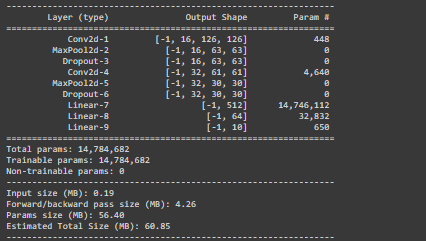 ----------------------------------------------------------------
Layer (type) Output Shape Param #
================================================================
Conv2d-1 [-1, 16, 126, 126] 448
MaxPool2d-2 [-1, 16, 63, 63] 0
Dropout-3 [-1, 16, 63, 63] 0
Conv2d-4 [-1, 32, 61, 61] 4,640
MaxPool2d-5 [-1, 32, 30, 30] 0
Dropout-6 [-1, 32, 30, 30] 0
Linear-7 [-1, 512] 14,746,112
Linear-8 [-1, 64] 32,832
Linear-9 [-1, 10] 650
================================================================
Total params: 14,784,682
Trainable params: 14,784,682
Non-trainable params: 0
----------------------------------------------------------------
Input size (MB): 0.19
Forward/backward pass size (MB): 4.26
Params size (MB): 56.40
Estimated Total Size (MB): 60.85
----------------------------------------------------------------